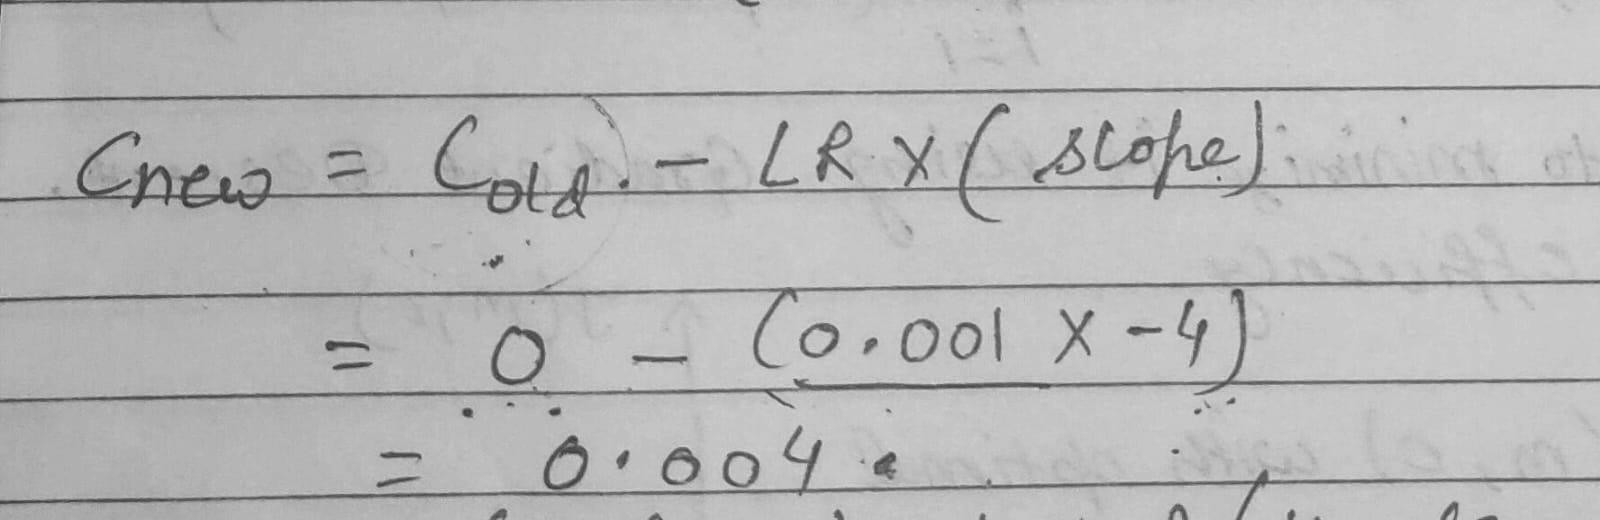 Cnew = Cold. - LR X (slope)
= 0 - (0.001 X -4)
= 0.004